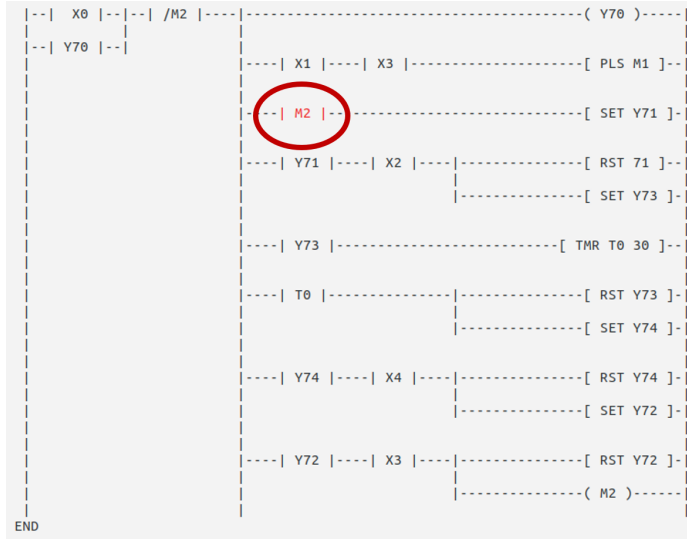 |--| X0 |--|--| /M2 |----|-----------------------------------------( Y70 )-----|
|--| Y70 |--|
|----| X1 |----| X3 |---------------------[ PLS M1 ]--|
|----| M2 |-------------------------------[ SET Y71 ]-|
|----| Y71 |----| X2 |----|---------------[ RST 71 ]--|
|---------------[ SET Y73 ]-|
|----| Y73 |---------------------------[ TMR T0 30 ]--|
|----| T0 |---------------|---------------[ RST Y73 ]-|
|---------------[ SET Y74 ]-|
|----| Y74 |----| X4 |----|---------------[ RST Y74 ]-|
|---------------[ SET Y72 ]-|
|----| Y72 |----| X3 |----|---------------[ RST Y72 ]-|
|---------------( M2 )------|
END